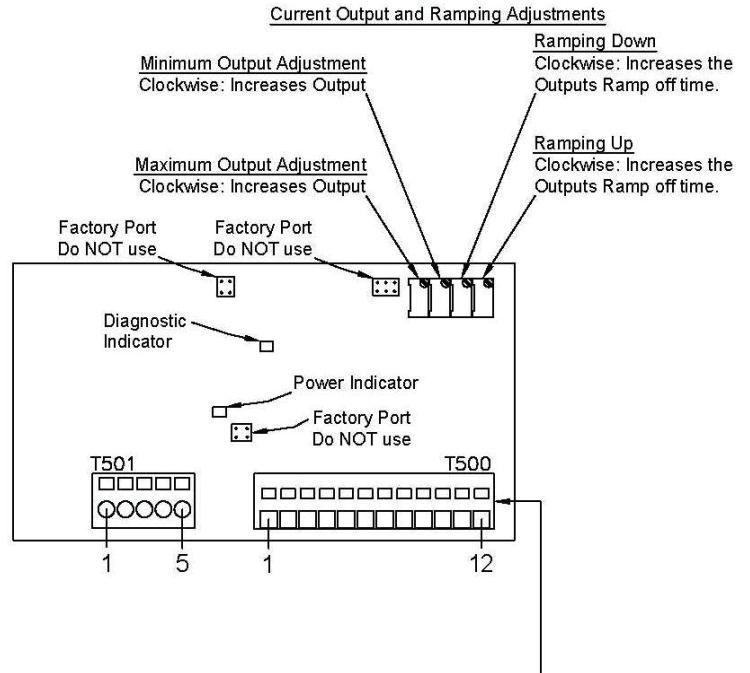 Current Output and Ramping Adjustments
Minimum Output Adjustment
Clockwise: Increases Output
Ramping Down
Clockwise: Increases the
Outputs Ramp off time.
Maximum Output Adjustment
Clockwise: Increases Output
Ramping Up
Clockwise: Increases the
Outputs Ramp off time.
Factory Port
Do NOT use
Factory Port
Do NOT use
Diagnostic
Indicator
Power Indicator
Factory Port
Do NOT use
T501
T500
1
5
1
12